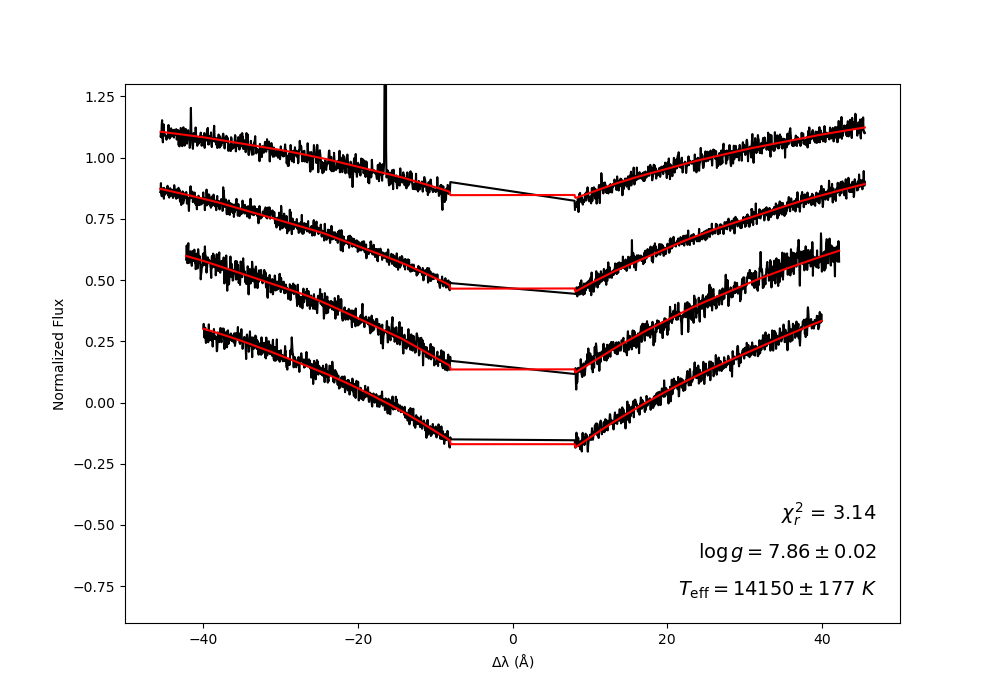 1.25
1.00
0.75
0.50
0.25
0.00
−0.25
−0.50
−0.75
Normalized Flux
χ²ᵣ = 3.14
log g = 7.86 ± 0.02
T_eff = 14150 ± 177 K
−40 −20 0 20 40
Δλ (Å)